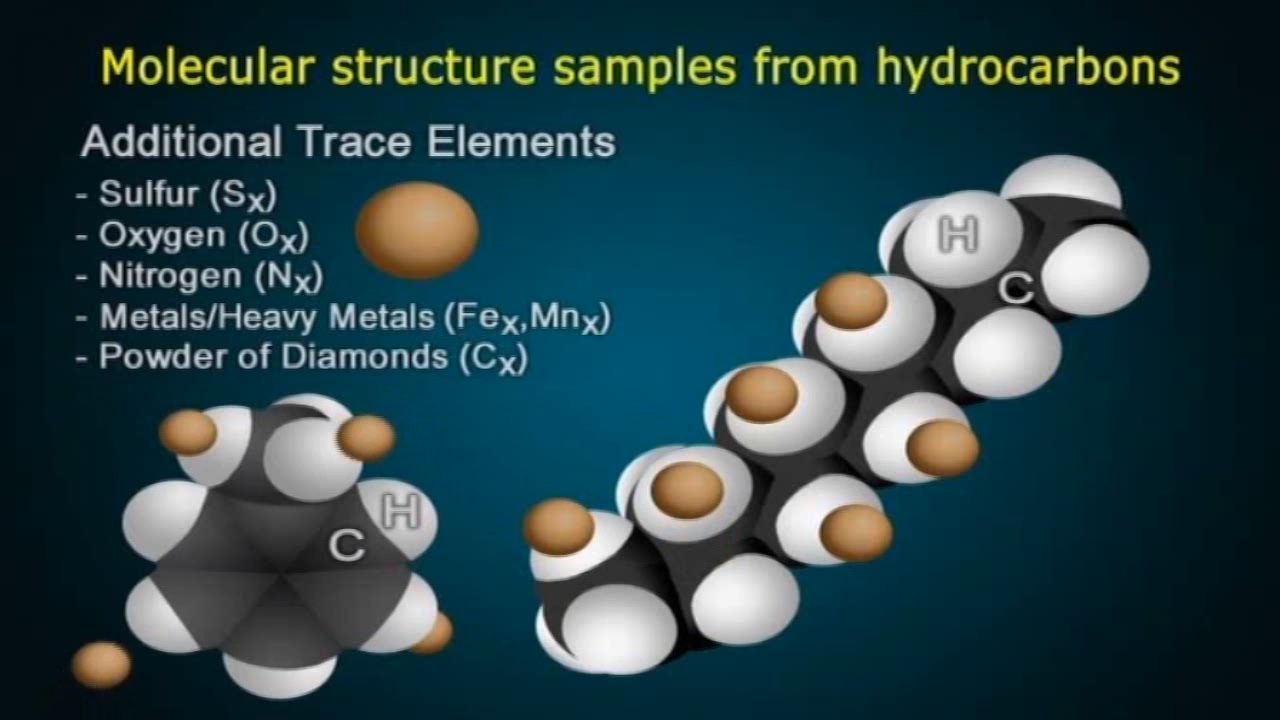 Molecular structure samples from hydrocarbons
Additional Trace Elements
- Sulfur (Sx)
- Oxygen (Ox)
- Nitrogen (Nx)
- Metals/Heavy Metals (Fex,Mnx)
- Powder of Diamonds (Cx)
H
C
H
C